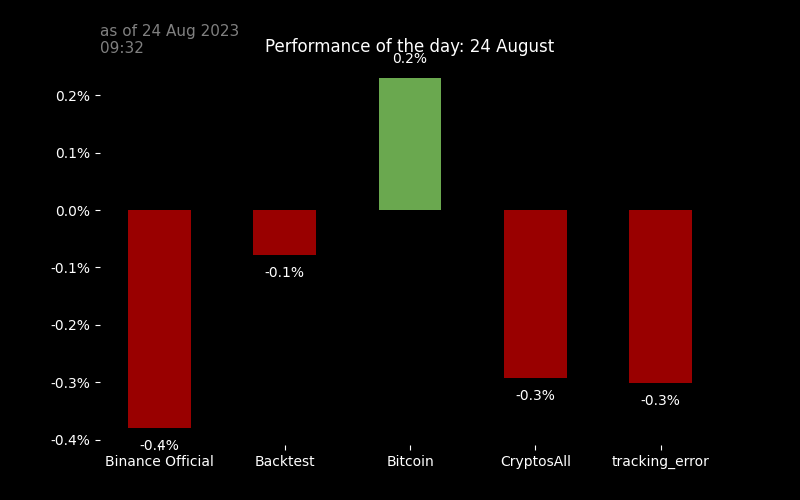 as of 24 Aug 2023
09:32
Performance of the day: 24 August
0.2%
0.2%
0.1%
0.0%
-0.1%
-0.1%
-0.2%
-0.3%
-0.3%
-0.3%
-0.4%
-0.4%
Binance Official
Backtest
Bitcoin
CryptosAll
tracking_error